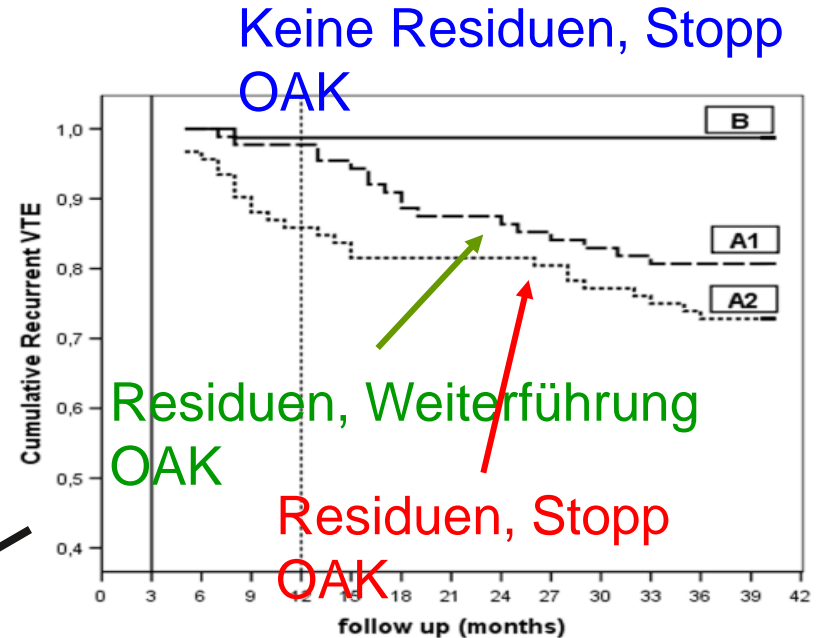 Keine Residuen, Stopp
OAK
1,0
B
0,9
A1
0,8
A2
0,7
Cumulative Recurrent VTE
Residuen, Weiterführung
0,6
OAK
0,5
Residuen, Stopp
0,4
OAK
0 3 6 9 12 15 18 21 24 27 30 33 36 39 42
follow up (months)